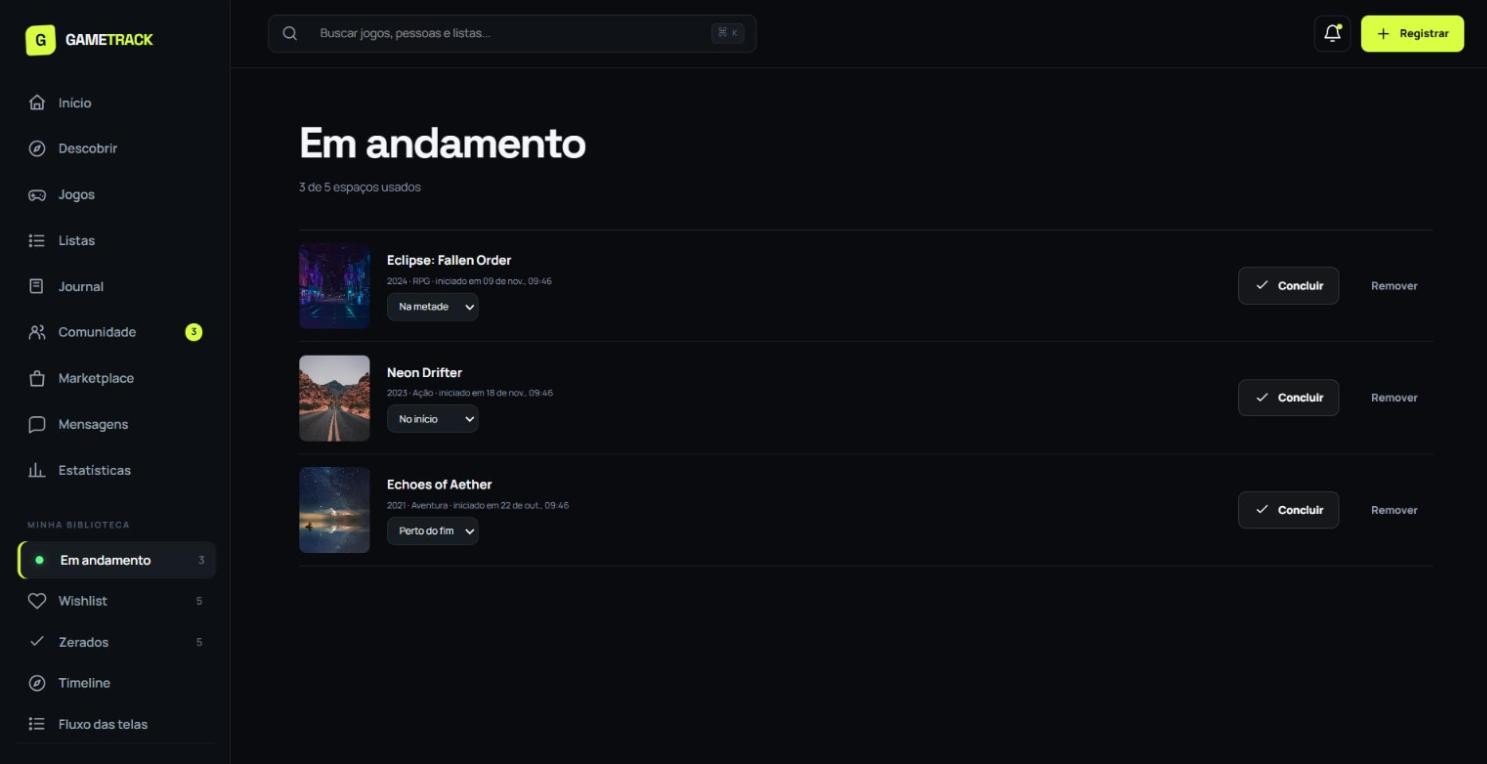 G GAMETRACK
Buscar jogos, pessoas e listas...
⌘ K
Registrar
Início
Descobrir
Jogos
Listas
Journal
Comunidade 3
Marketplace
Mensagens
Estatísticas
MINHA BIBLIOTECA
Em andamento 3
Wishlist 5
Zerados 5
Timeline
Fluxo das telas
Em andamento
3 de 5 espaços usados
Eclipse: Fallen Order
2024 · RPG · iniciado em 09 de nov., 09:46
Na metade
Concluir
Remover
Neon Drifter
2023 · Ação · iniciado em 18 de nov., 09:46
No início
Concluir
Remover
Echoes of Aether
2021 · Aventura · iniciado em 22 de out., 09:46
Perto do fim
Concluir
Remover